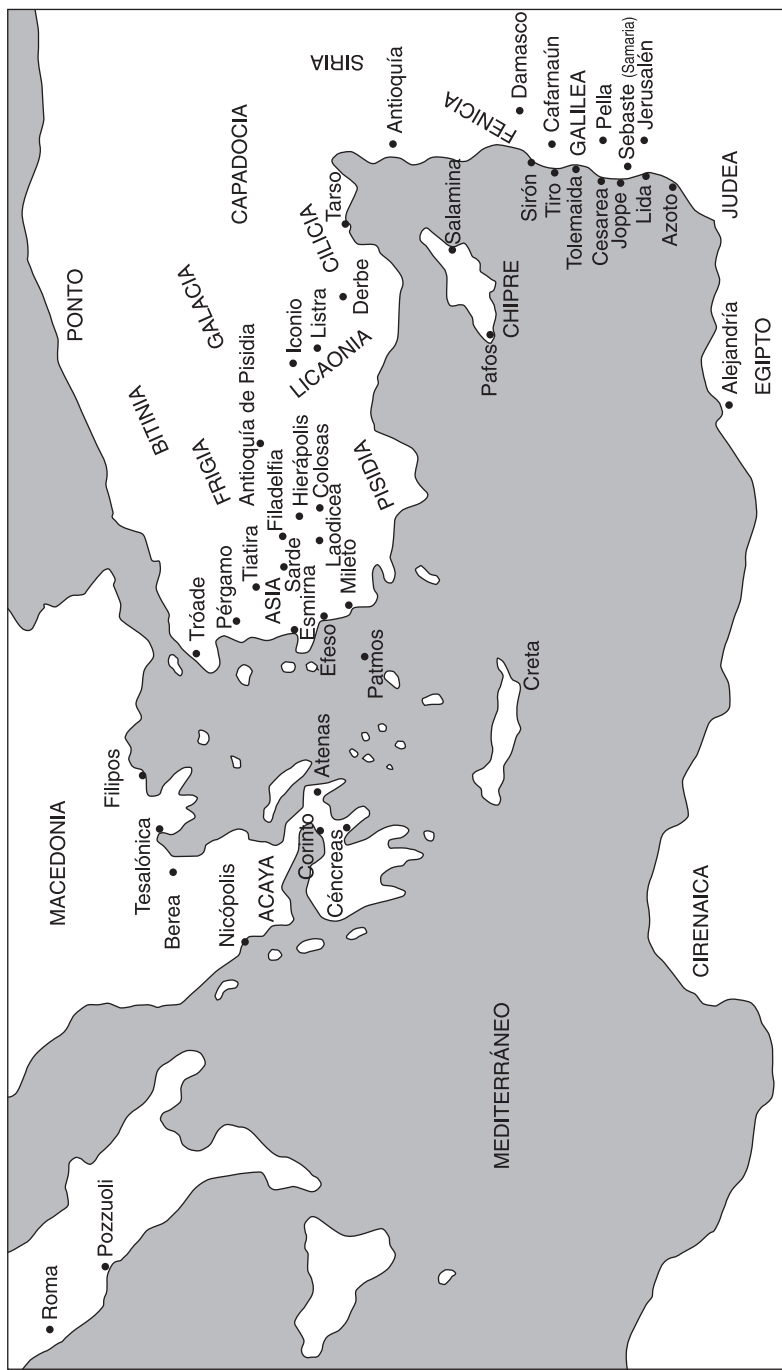 Roma
Pozzuoli
MACEDONIA
Filipos
Tesalónica
Berea
Nicópolis
ACAYA
Corinto
Atenas
Céncreas
PONTO
BITINIA
GALACIA
CAPADOCIA
FRIGIA
Tróade
Pérgamo
Tiatira
ASIA
Sarde
Filadelfia
Antioquía de Pisidia
Esmirna
Hierápolis
Colosas
Laodicea
Efeso
Mileto
PISIDIA
Iconio
Listra
LICAONIA
Derbe
CILICIA
Tarso
SIRIA
Antioquía
Patmos
Creta
MEDITERRÁNEO
Salamina
CHIPRE
Pafos
FENICIA
Damasco
Sirón
Cafarnaún
Tiro
GALILEA
Tolemaida
Pella
Cesarea
Sebaste (Samaria)
Joppe
Jerusalén
Lida
Azoto
JUDEA
CIRENAICA
Alejandría
EGIPTO